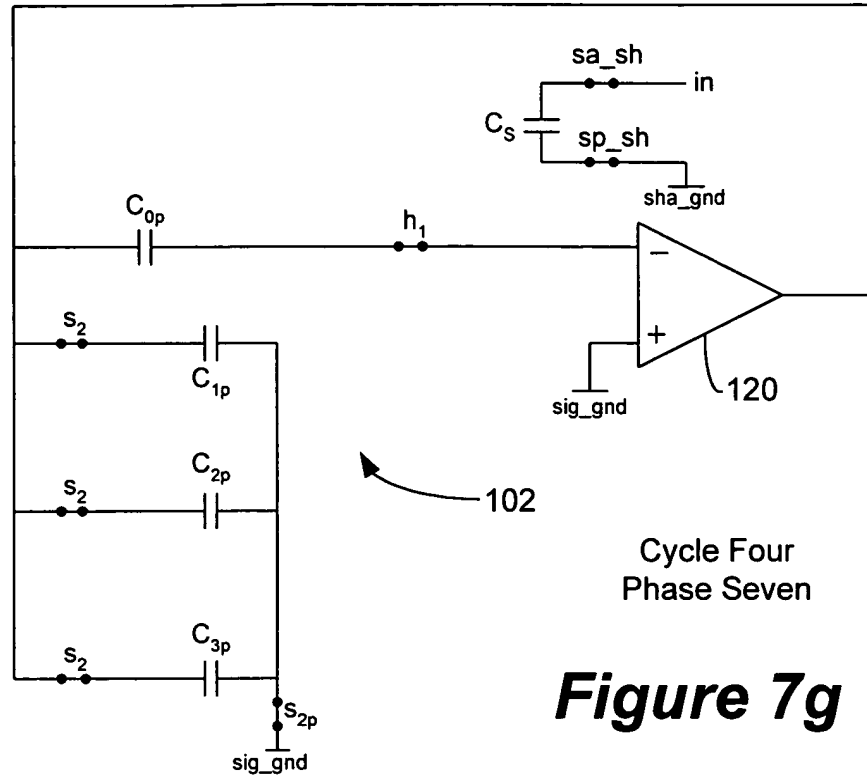 sa_sh
in
C_S
sp_sh
sha_gnd
C_0p
h_1
−
s_2
C_1p
+
sig_gnd
120
C_2p
s_2
102
Cycle Four
Phase Seven
C_3p
s_2
s_2p
sig_gnd
Figure 7g